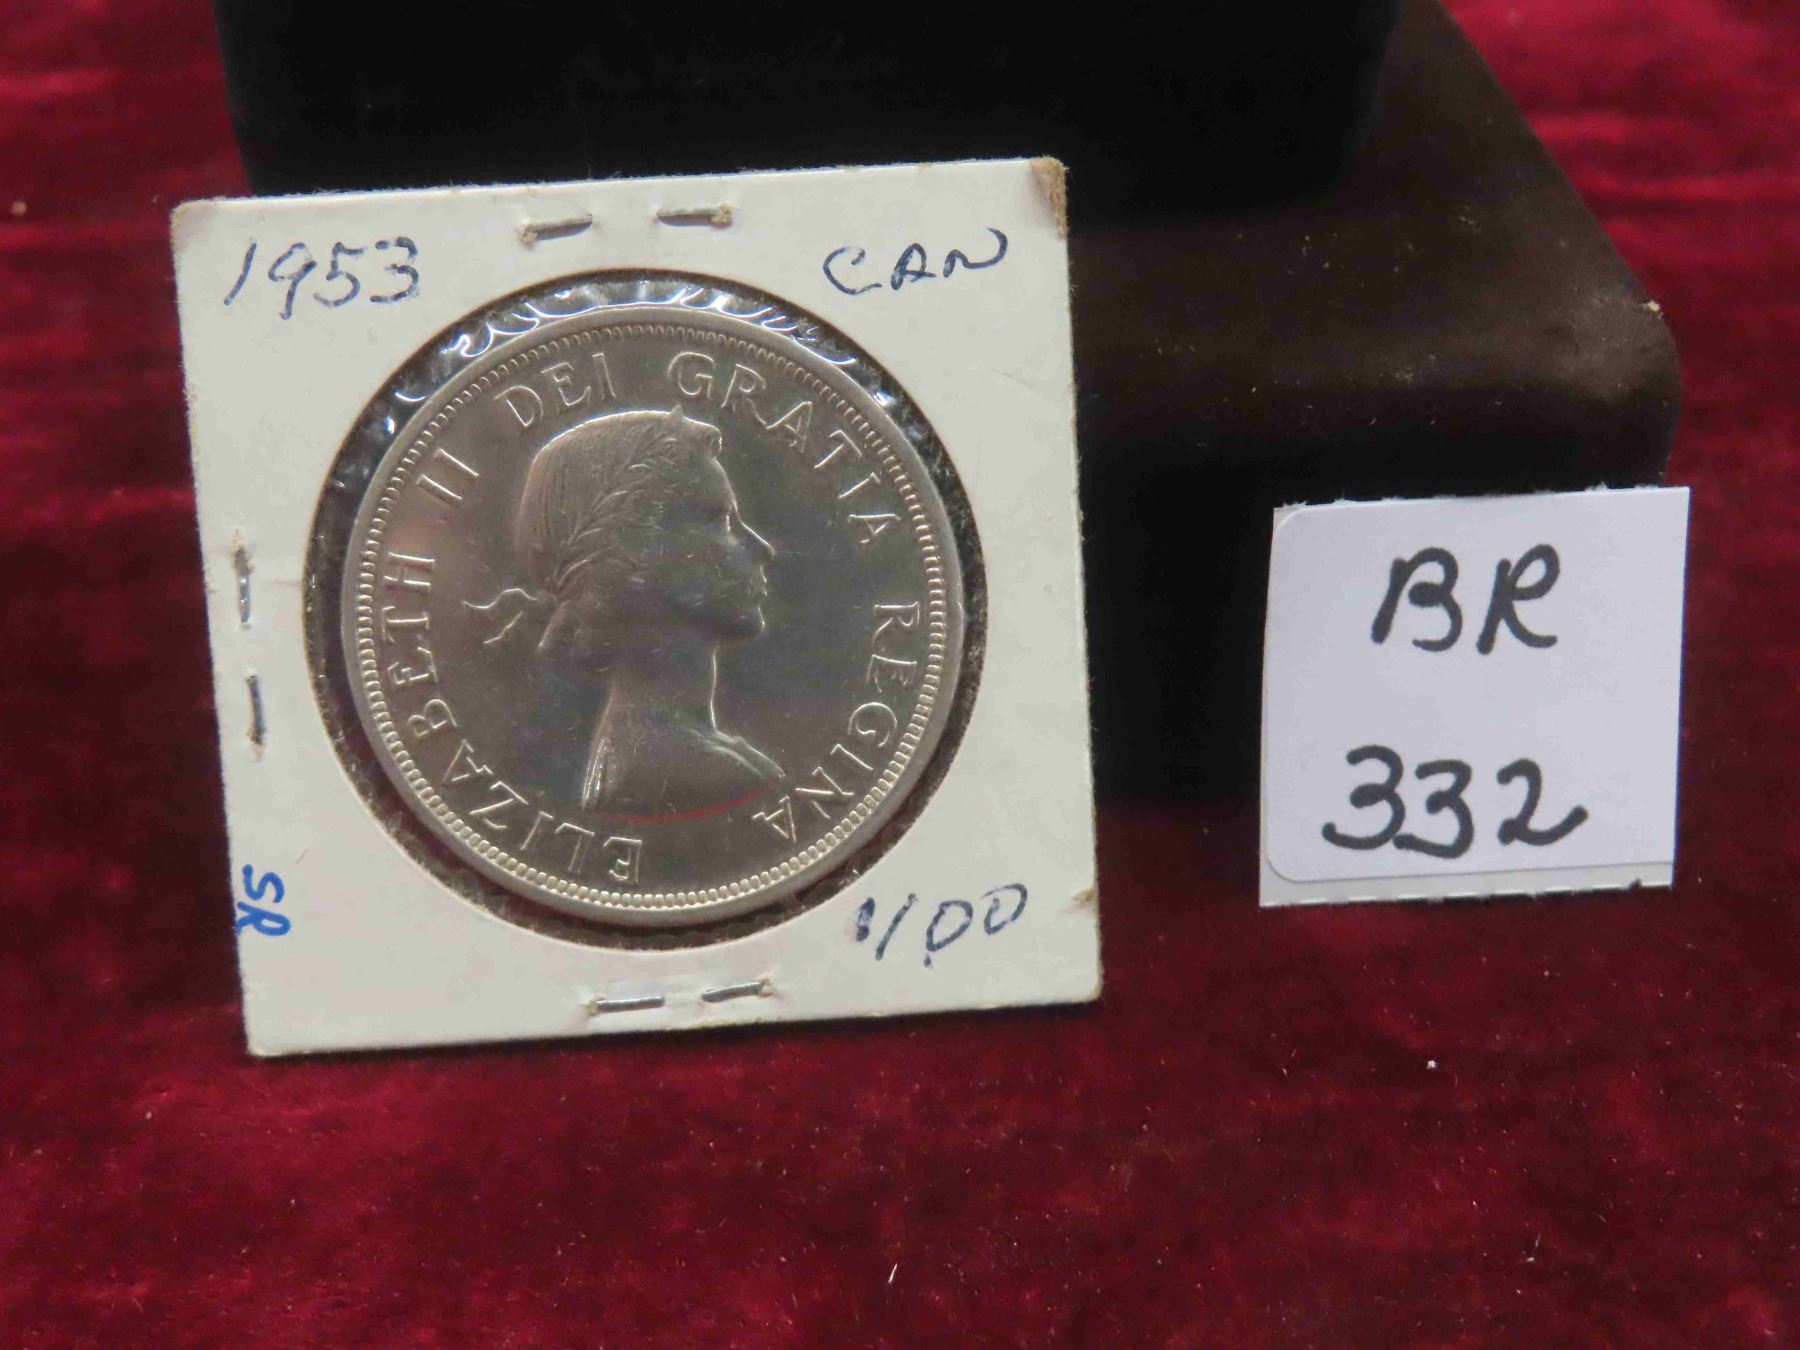 1953 CAN
ELIZABETH II DEI GRATIA REGINA
SR
1.00
BR
332